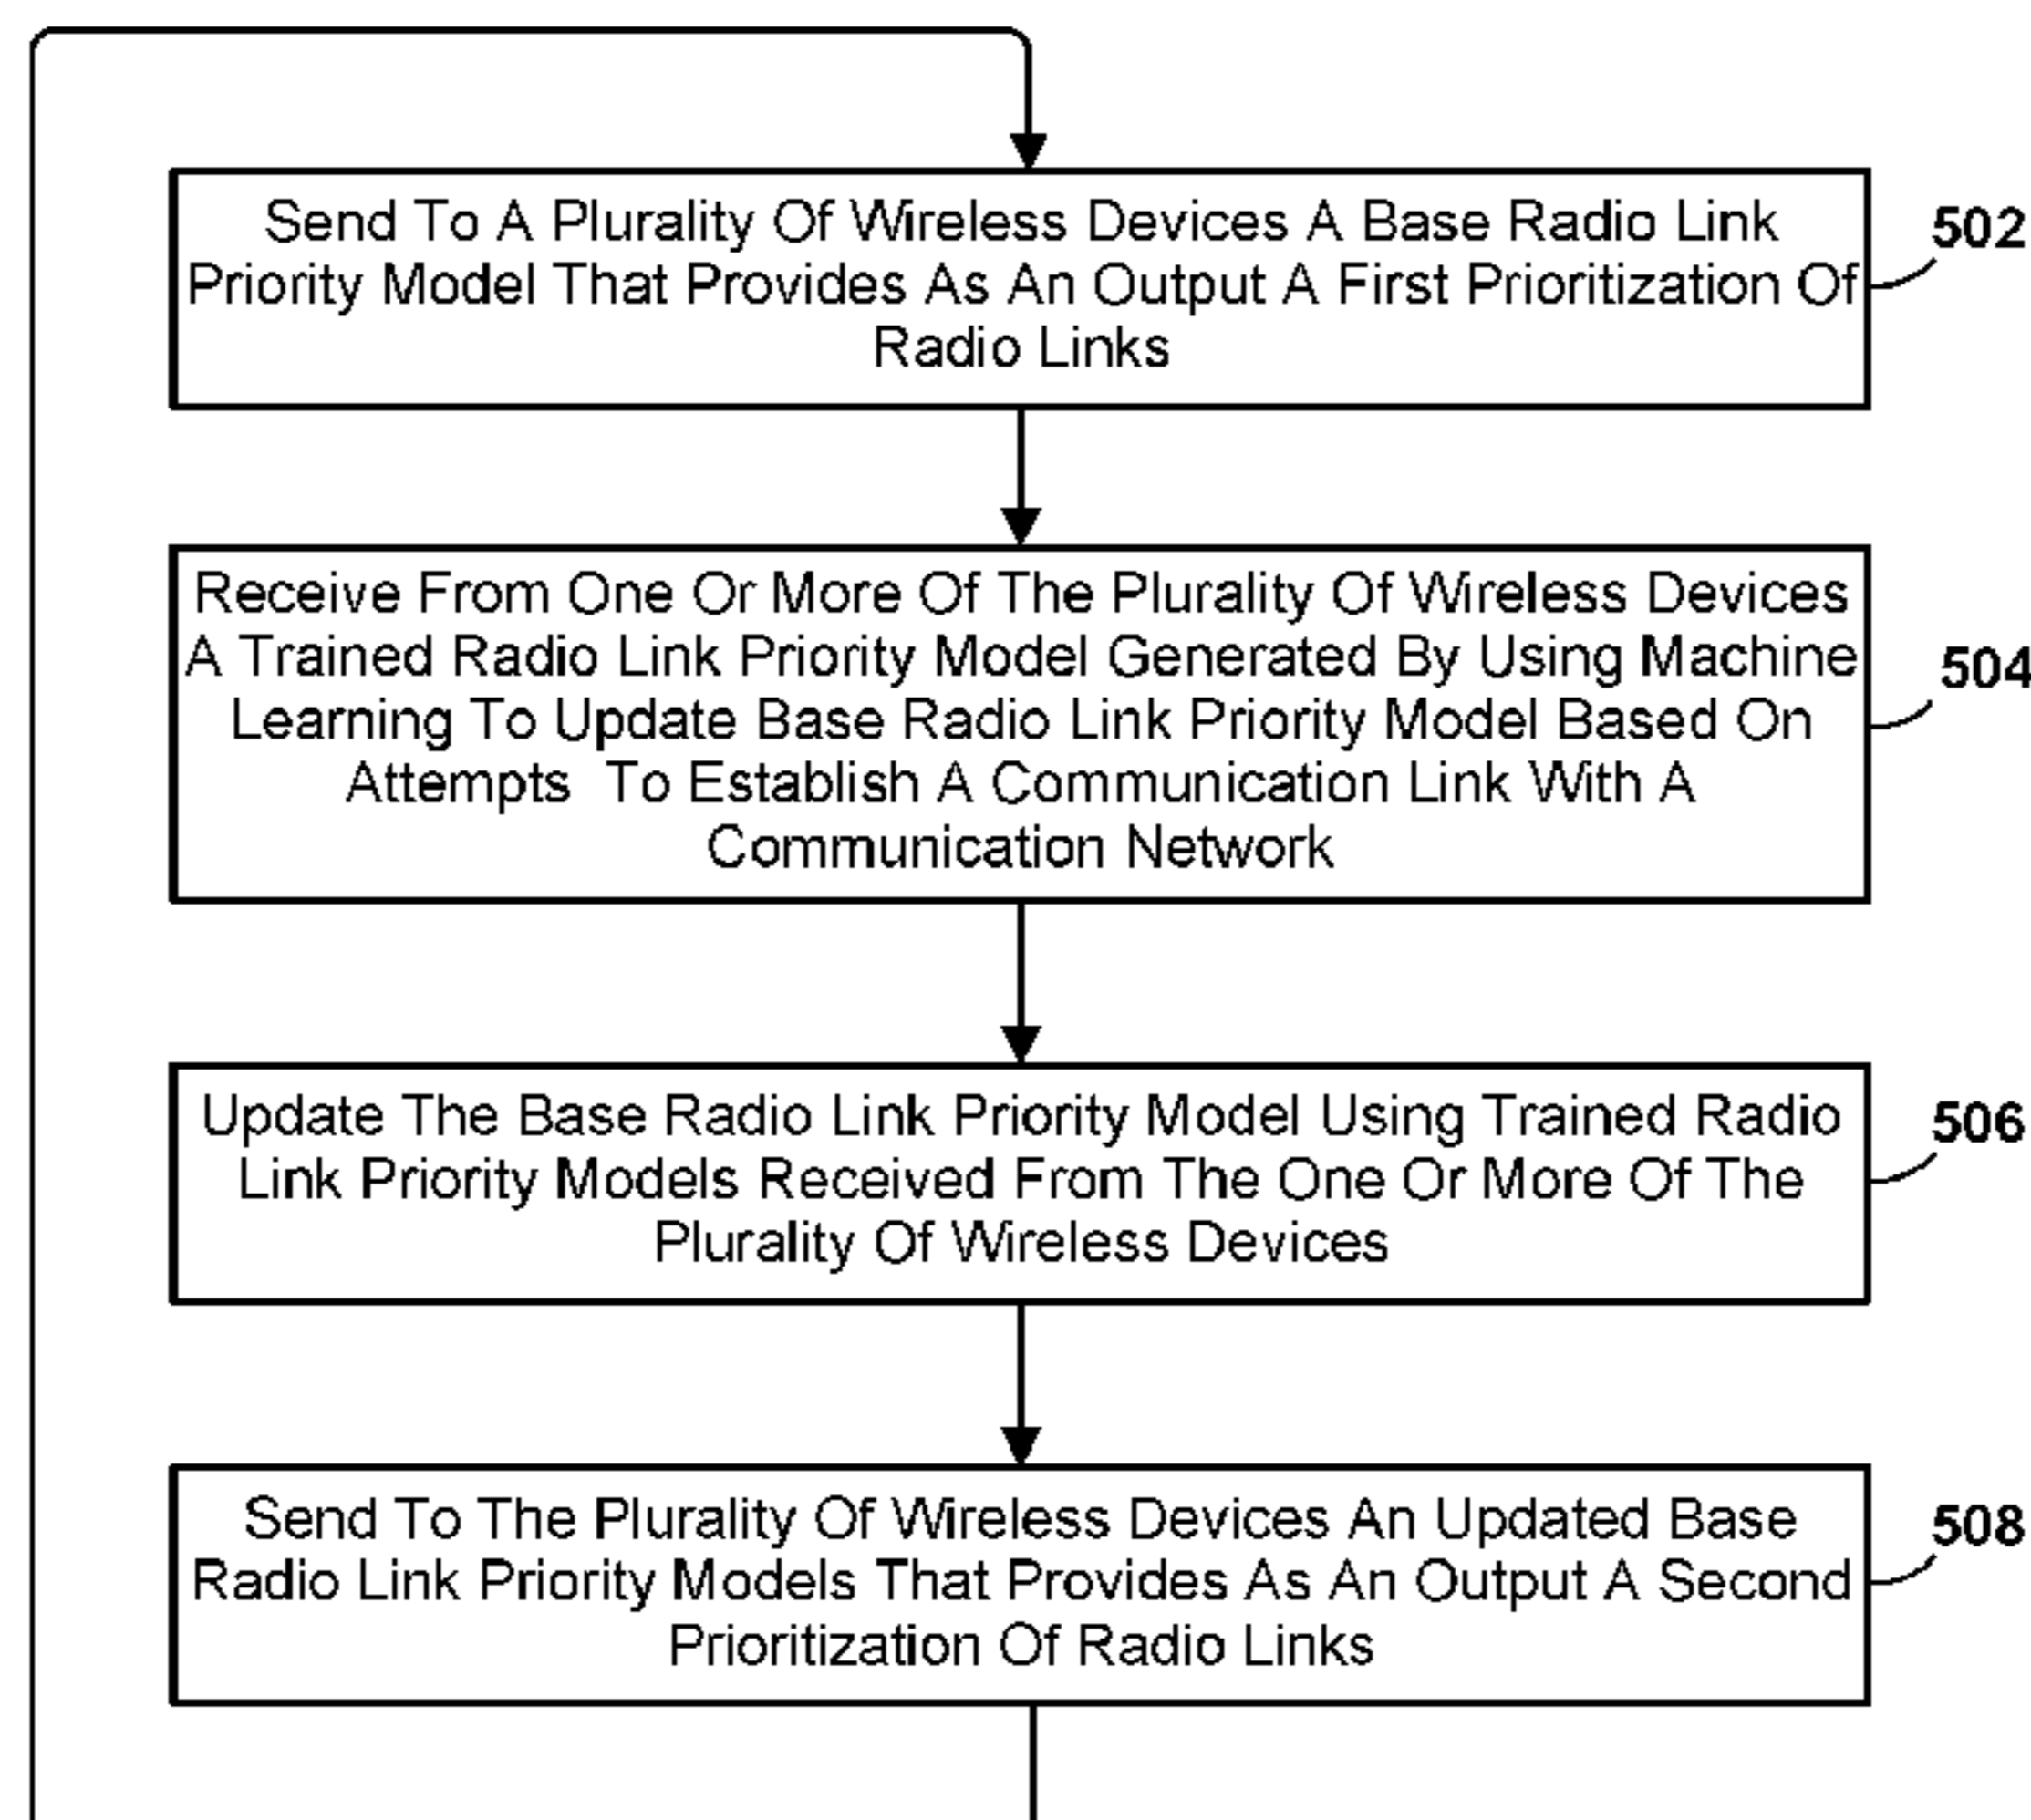 Send To A Plurality Of Wireless Devices A Base Radio Link
Priority Model That Provides As An Output A First Prioritization Of
Radio Links
502
Receive From One Or More Of The Plurality Of Wireless Devices
A Trained Radio Link Priority Model Generated By Using Machine
Learning To Update Base Radio Link Priority Model Based On
Attempts To Establish A Communication Link With A
Communication Network
504
Update The Base Radio Link Priority Model Using Trained Radio
Link Priority Models Received From The One Or More Of The
Plurality Of Wireless Devices
506
Send To The Plurality Of Wireless Devices An Updated Base
Radio Link Priority Models That Provides As An Output A Second
Prioritization Of Radio Links
508